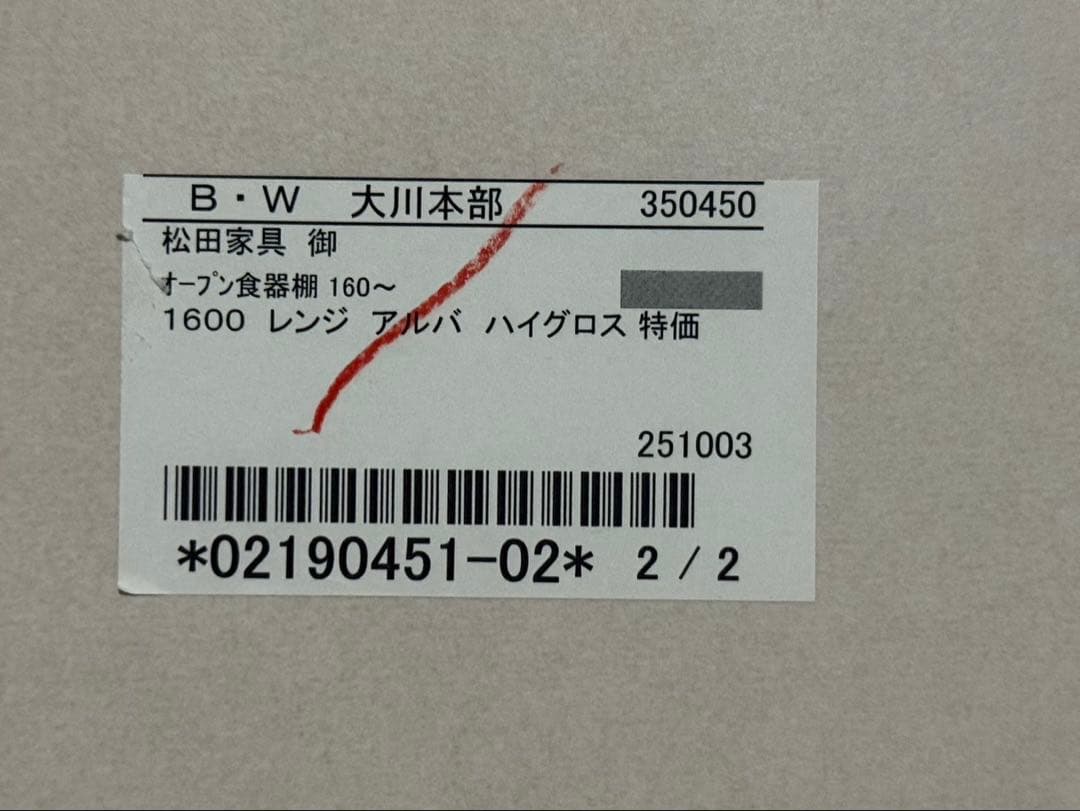 B・W 大川本部 350450
松田家具 御
ｵｰﾌﾟﾝ食器棚 160～
1600 レンジ アルバ ハイグロス 特価
251003
*02190451-02* 2 / 2